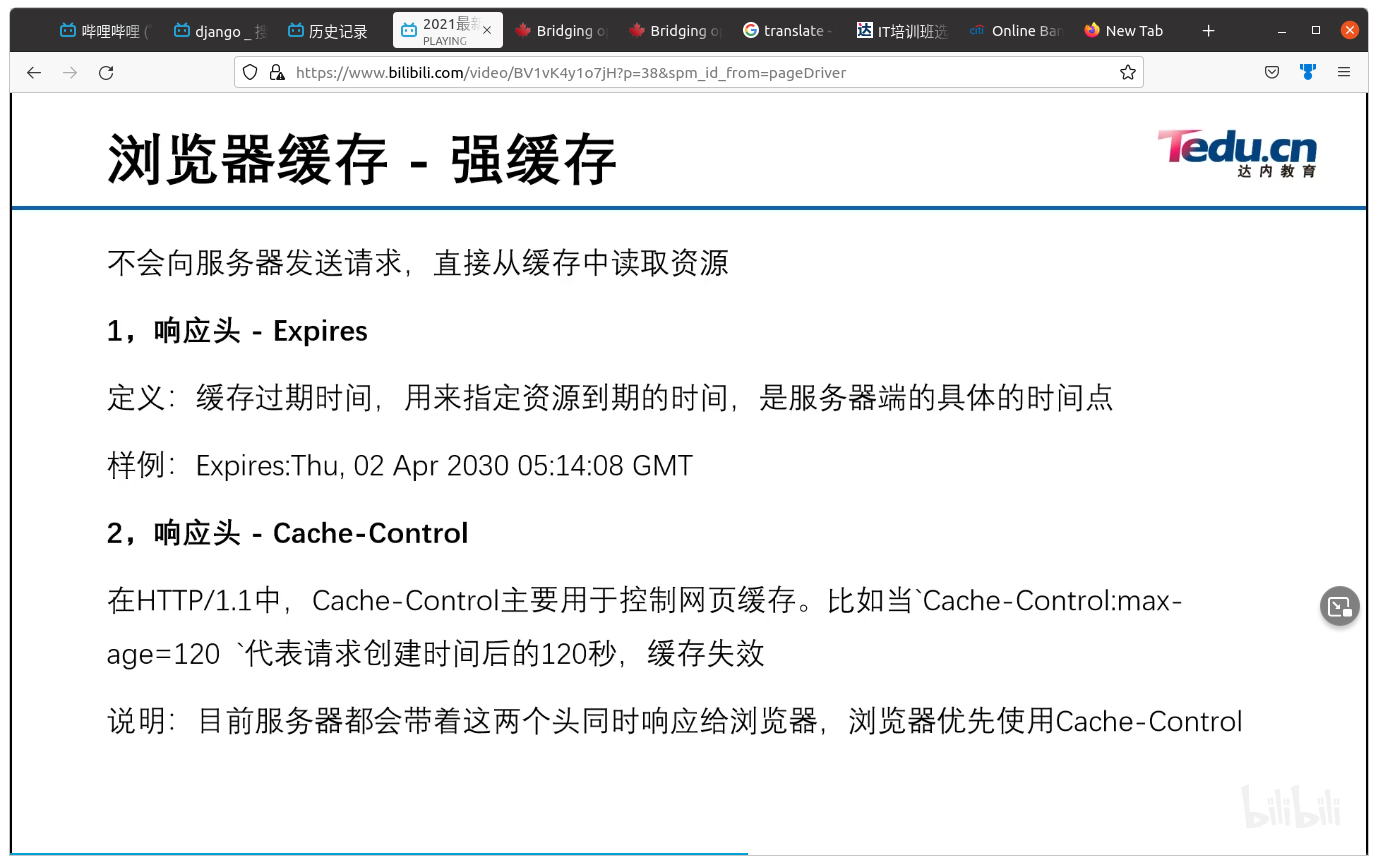 哔哩哔哩 (
django _ 搜
历史记录
2021最新
PLAYING
Bridging o
Bridging o
translate -
IT培训班选
citi
Online Ban
New Tab
https://www.bilibili.com/video/BV1vK4y1o7jH?p=38&spm_id_from=pageDriver
浏览器缓存 - 强缓存
Tedu.cn
达内教育
不会向服务器发送请求，直接从缓存中读取资源
1，响应头 - Expires
定义：缓存过期时间，用来指定资源到期的时间，是服务器端的具体的时间点
样例：Expires:Thu, 02 Apr 2030 05:14:08 GMT
2，响应头 - Cache-Control
在HTTP/1.1中，Cache-Control主要用于控制网页缓存。比如当`Cache-Control:max-
age=120 `代表请求创建时间后的120秒，缓存失效
说明：目前服务器都会带着这两个头同时响应给浏览器，浏览器优先使用Cache-Control
bilibili